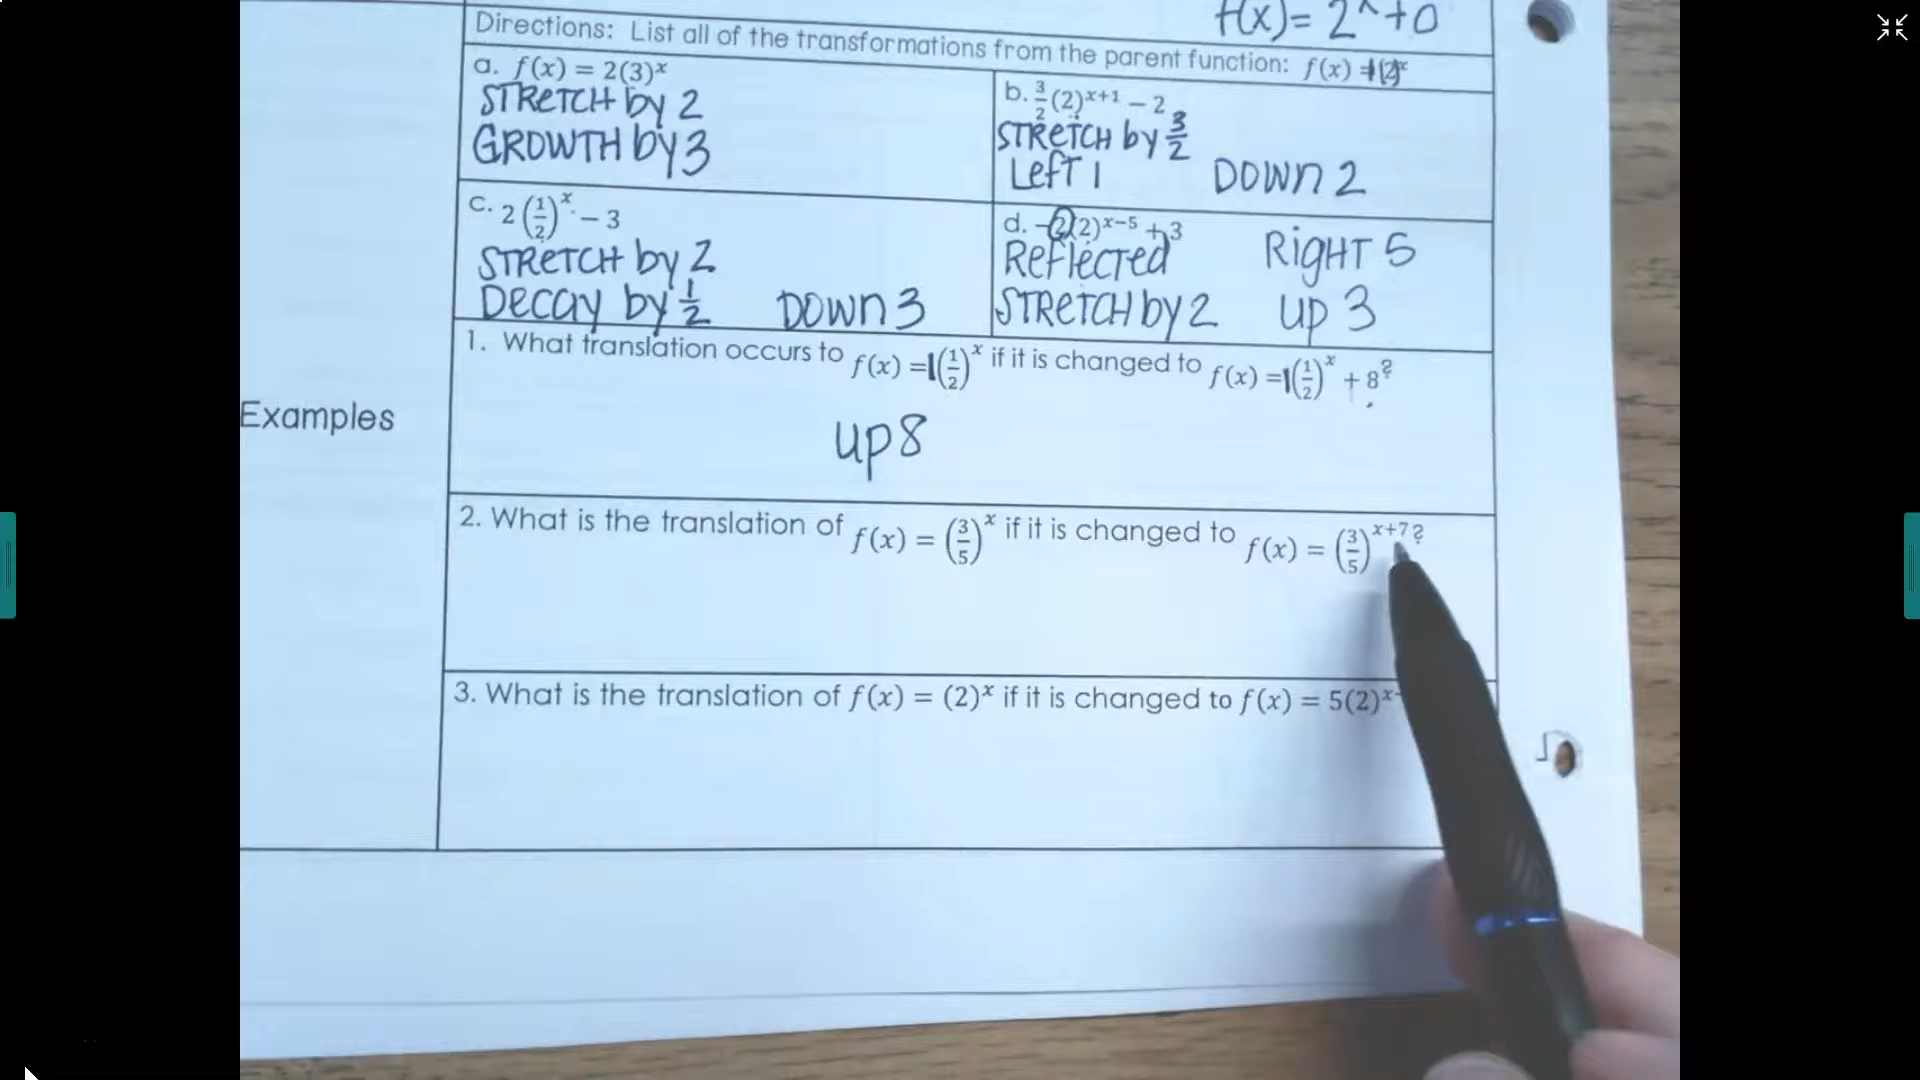 f(x) = 2ˣ + 0
Directions: List all of the transformations from the parent function: f(x) = 1(2)ˣ
a. f(x) = 2(3)ˣ
STRETCH by 2
GROWTH by 3
b. 3/2(2)ˣ⁺¹ − 2
STRETCH by 3/2
Left 1 DOWN 2
c. 2(1/2)ˣ − 3
STRETCH by 2
Decay by 1/2 DOWN 3
d. −2(2)ˣ⁻⁵ + 3
Reflected Right 5
STRETCH by 2 up 3
Examples
1. What translation occurs to f(x) = 1(1/2)ˣ if it is changed to f(x) = 1(1/2)ˣ + 8?
up 8
2. What is the translation of f(x) = (3/5)ˣ if it is changed to f(x) = (3/5)ˣ⁺⁷?
3. What is the translation of f(x) = (2)ˣ if it is changed to f(x) = 5(2)ˣ